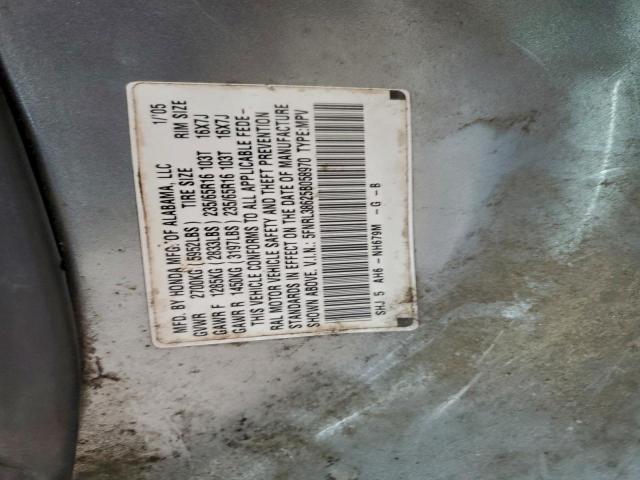 MFD. BY HONDA MFG. OF ALABAMA, LLC 1/05
GVWR 2700KG (5952LBS) TIRE SIZE RIM SIZE
GAWR F 1285KG (2833LBS) 235/65R16 103T 16X7J
GAWR R 1450KG (3197LBS) 235/65R16 103T 16X7J
THIS VEHICLE CONFORMS TO ALL APPLICABLE FEDE-
RAL MOTOR VEHICLE SAFETY AND THEFT PREVENTION
STANDARDS IN EFFECT ON THE DATE OF MANUFACTURE
SHOWN ABOVE. V.I.N.: 5FNRL38625B058970 TYPE:MPV
SHJ 5 AH6 -NH679M -G -B